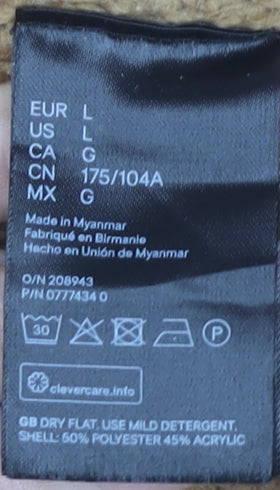 EUR L
US L
CA G
CN 175/104A
MX G
Made in Myanmar
Fabriqué en Birmanie
Hecho en Unión de Myanmar
O/N 208943
P/N 0777434 0
30 P
clevercare.info
GB DRY FLAT. USE MILD DETERGENT.
SHELL: 50% POLYESTER 45% ACRYLIC